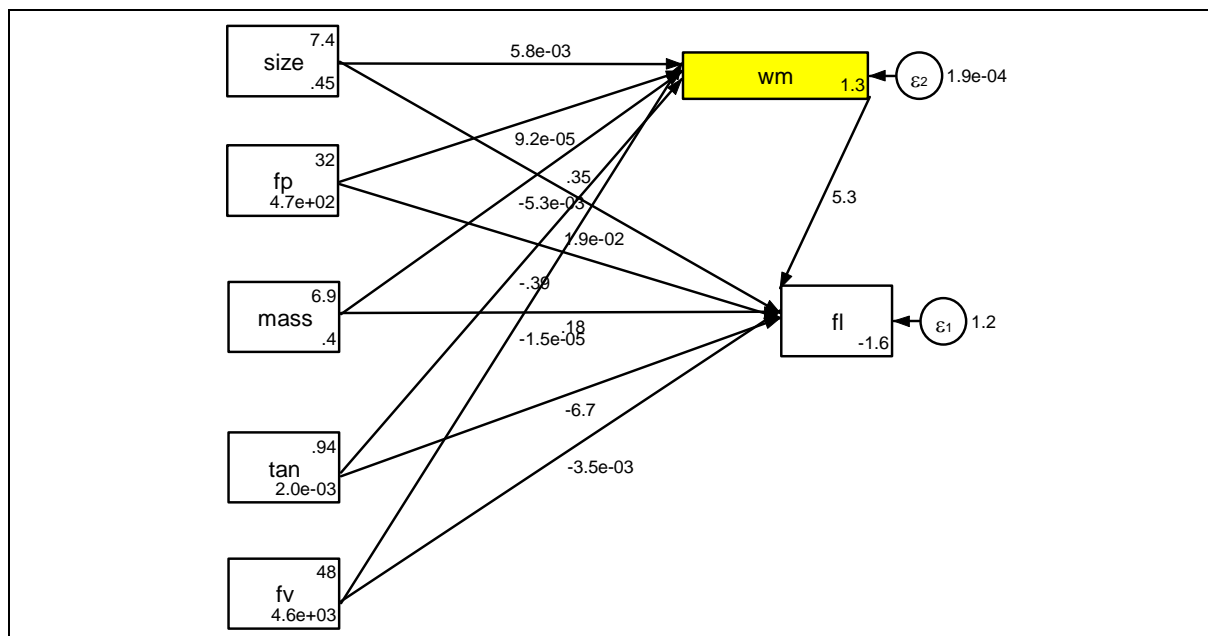 7.4
size
.45
5.8e-03
wm
1.3
ε2
1.9e-04
32
fp
4.7e+02
9.2e-05
.35
-5.3e-03
1.9e-02
5.3
6.9
mass
.4
-.39
.18
-1.5e-05
fl
-1.6
ε1
1.2
.94
tan
2.0e-03
-6.7
-3.5e-03
48
fv
4.6e+03